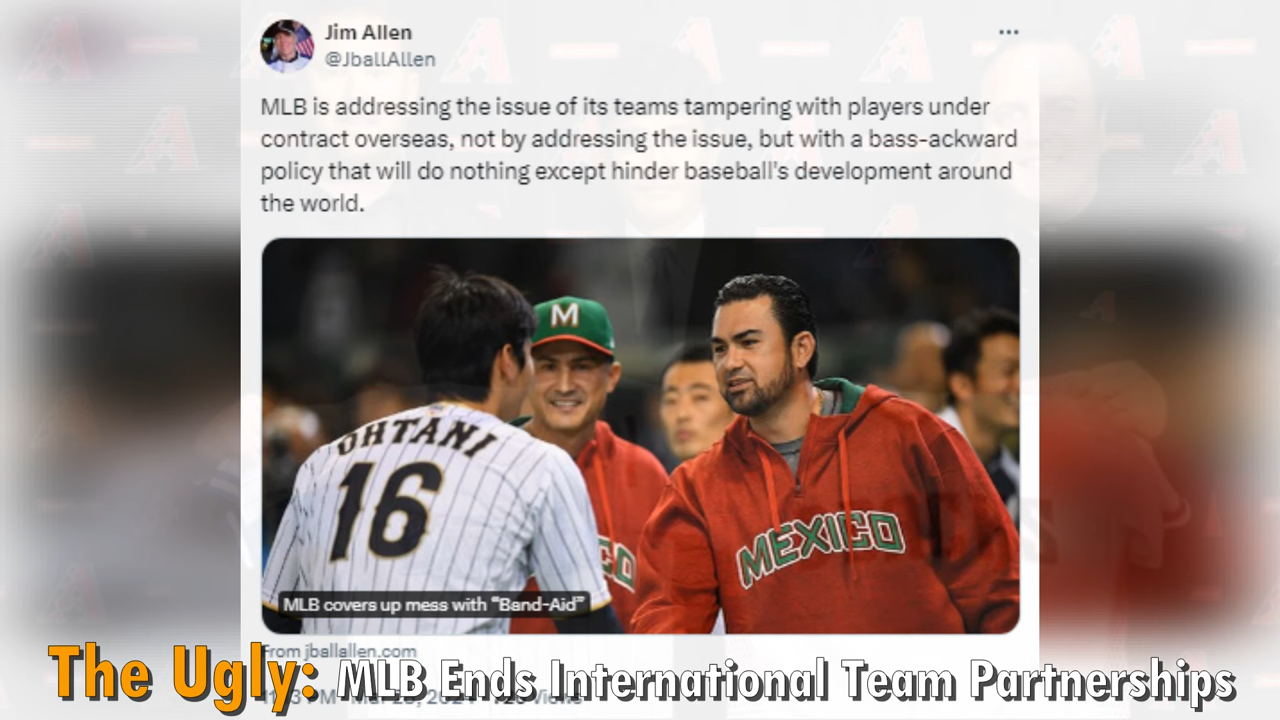 Jim Allen
@JballAllen
MLB is addressing the issue of its teams tampering with players under
contract overseas, not by addressing the issue, but with a bass-ackward
policy that will do nothing except hinder baseball's development around
the world.
M
OHTANI
16
CO
MEXICO
MLB covers up mess with “Band-Aid”
From jballallen.com
The Ugly: MLB Ends International Team Partnerships